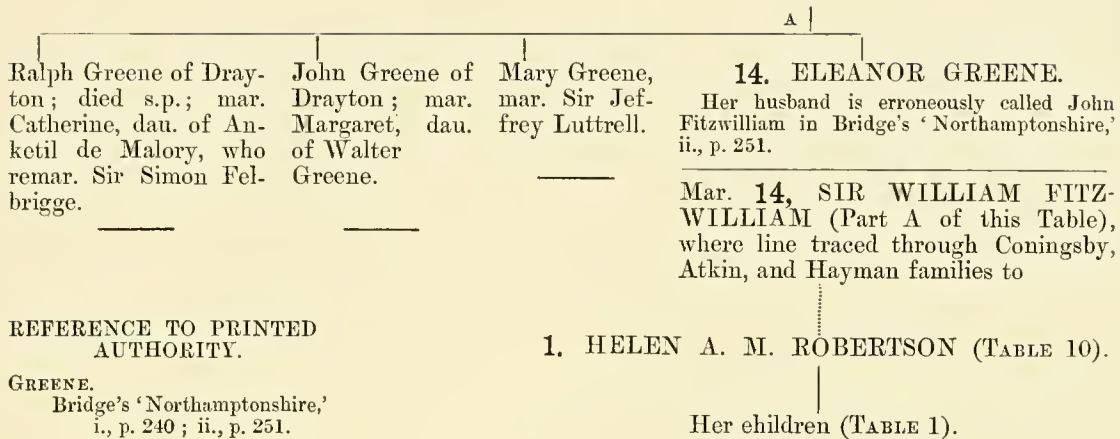 A
Ralph Greene of Dray-
ton; died s.p.; mar.
Catherine, dau. of An-
ketil de Malory, who
remar. Sir Simon Fel-
brigge.
John Greene of
Drayton; mar.
Margaret, dau.
of Walter
Greene.
Mary Greene,
mar. Sir Jef-
frey Luttrell.
14. ELEANOR GREENE.
Her husband is erroneously called John
Fitzwilliam in Bridge's 'Northamptonshire,'
ii., p. 251.
Mar. 14, SIR WILLIAM FITZ-
WILLIAM (Part A of this Table),
where line traced through Coningsby,
Atkin, and Hayman families to
1. HELEN A. M. ROBERTSON (TABLE 10).
Her children (TABLE 1).
REFERENCE TO PRINTED
AUTHORITY.
GREENE.
Bridge's 'Northamptonshire,'
i., p. 240; ii., p. 251.